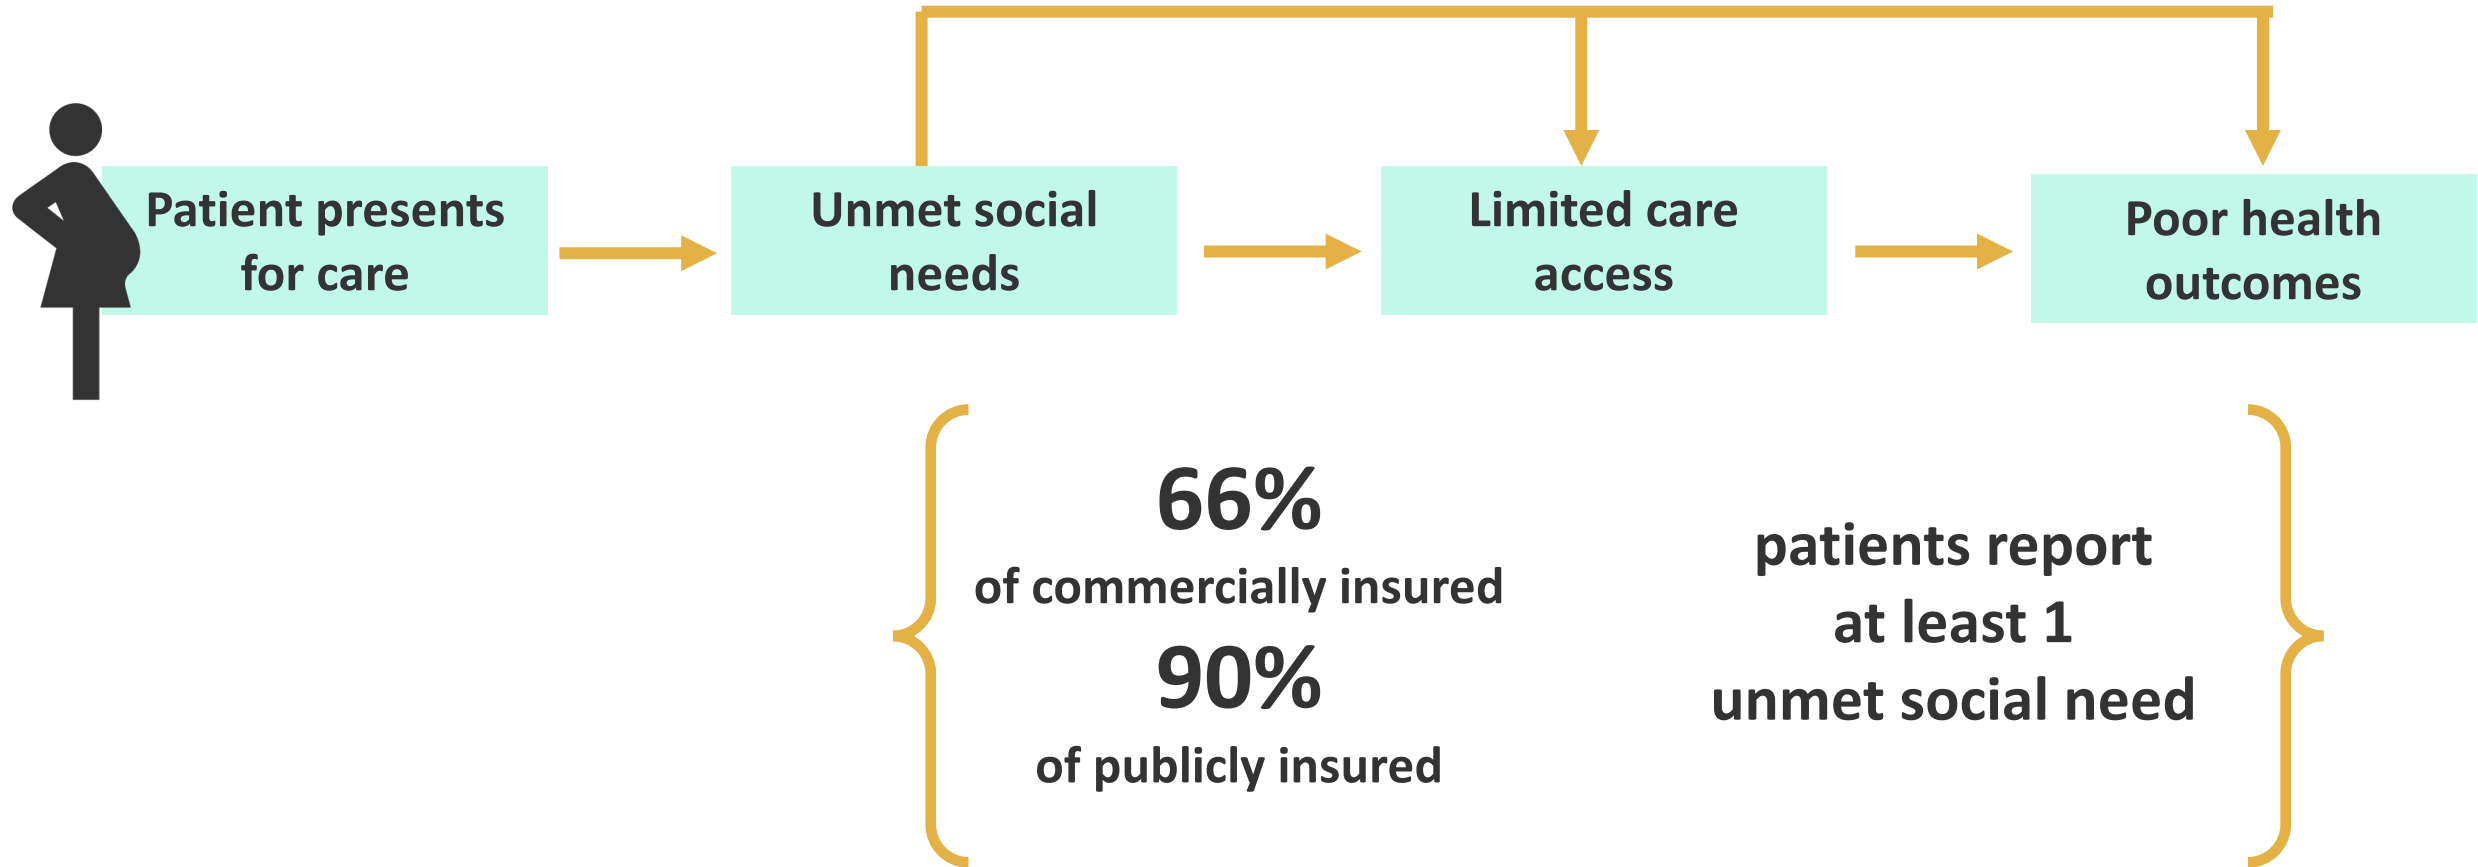 Patient presents
for care
Unmet social
needs
Limited care
access
Poor health
outcomes
66%
of commercially insured
90%
of publicly insured
patients report
at least 1
unmet social need